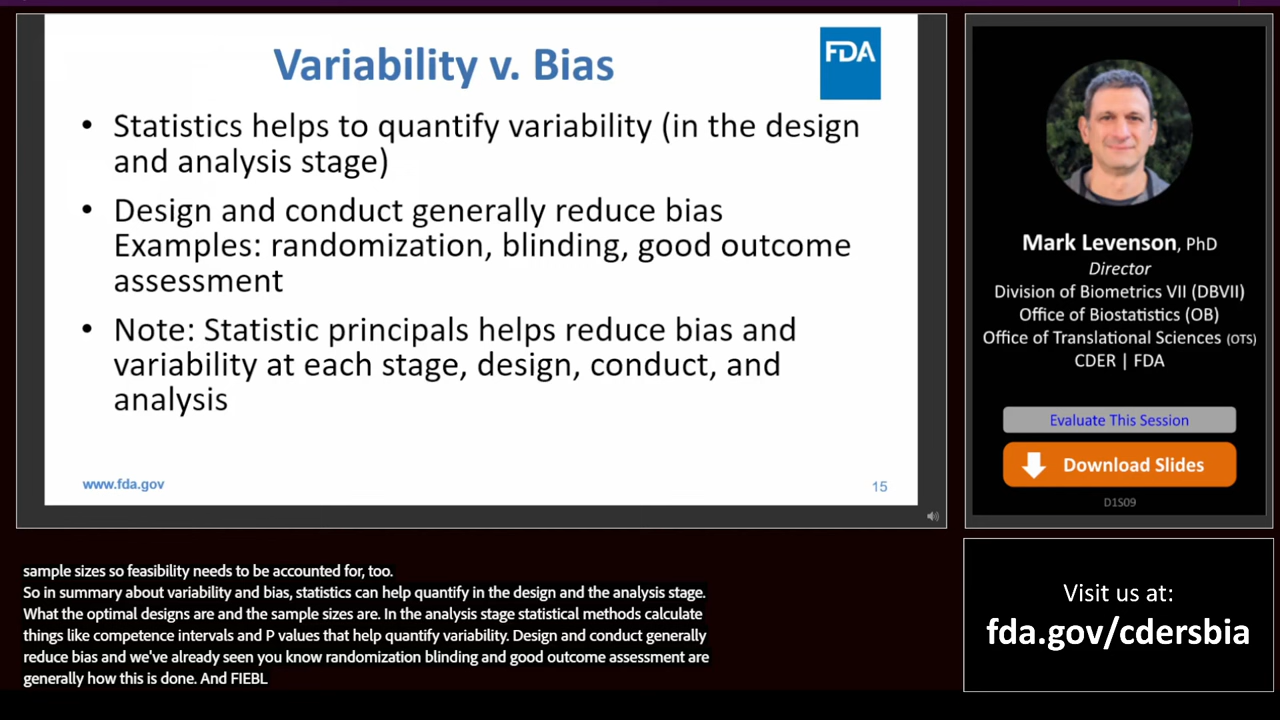 Variability v. Bias
FDA
• Statistics helps to quantify variability (in the design
and analysis stage)
• Design and conduct generally reduce bias
Examples: randomization, blinding, good outcome
assessment
• Note: Statistic principals helps reduce bias and
variability at each stage, design, conduct, and
analysis
www.fda.gov
15
Mark Levenson, PhD
Director
Division of Biometrics VII (DBVII)
Office of Biostatistics (OB)
Office of Translational Sciences (OTS)
CDER | FDA
Evaluate This Session
Download Slides
D1S09
sample sizes so feasibility needs to be accounted for, too.
So in summary about variability and bias, statistics can help quantify in the design and the analysis stage.
What the optimal designs are and the sample sizes are. In the analysis stage statistical methods calculate
things like competence intervals and P values that help quantify variability. Design and conduct generally
reduce bias and we've already seen you know randomization blinding and good outcome assessment are
generally how this is done. And FIEBL
Visit us at:
fda.gov/cdersbia